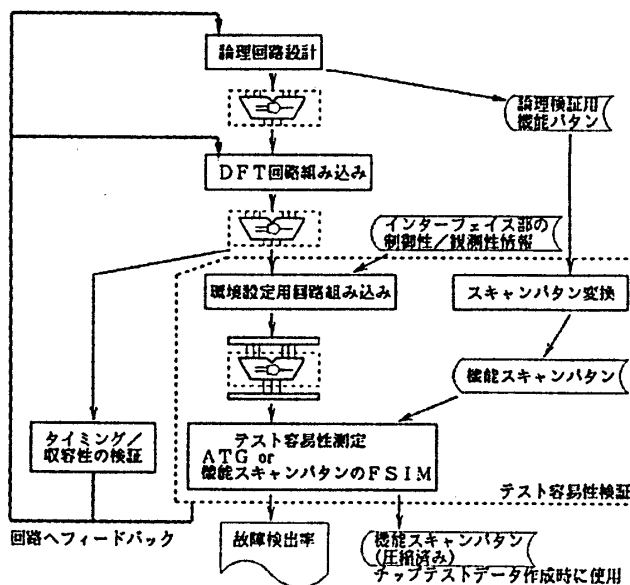 論理回路設計
論理検証用
機能パタン
DFT回路組み込み
インターフェイス部の
制御性/観測性情報
環境設定用回路組み込み
スキャンパタン変換
機能スキャンパタン
タイミング/
収容性の検証
テスト容易性測定
ATG or
機能スキャンパタンのFSIM
テスト容易性検証
回路へフィードバック
故障検出率
機能スキャンパタン
(圧縮済み)
チップテストデータ作成時に使用